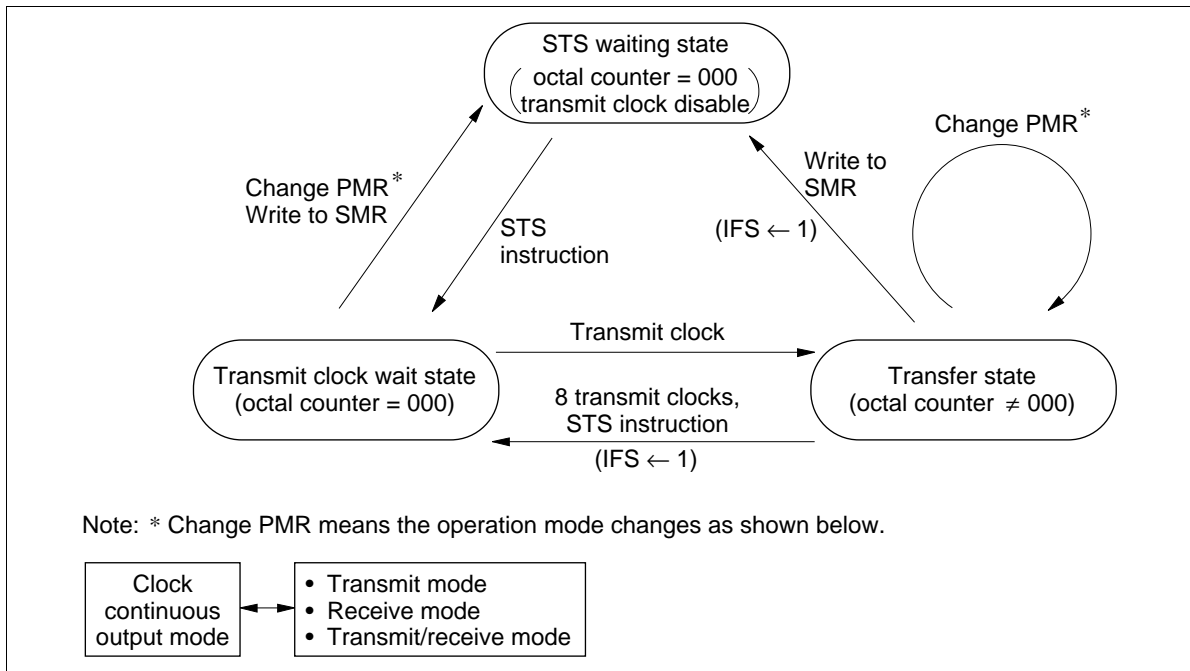 STS waiting state
octal counter = 000
transmit clock disable
Change PMR*
Change PMR*
Write to SMR
STS
instruction
Write to
SMR
(IFS ← 1)
Transmit clock
Transmit clock wait state
(octal counter = 000)
Transfer state
(octal counter ≠ 000)
8 transmit clocks,
STS instruction
(IFS ← 1)
Note: * Change PMR means the operation mode changes as shown below.
Clock
continuous
output mode
• Transmit mode
• Receive mode
• Transmit/receive mode